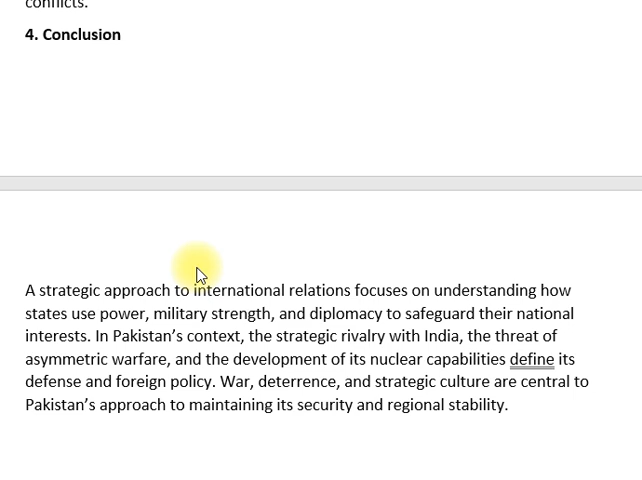 conflicts.
4. Conclusion
A strategic approach to international relations focuses on understanding how
states use power, military strength, and diplomacy to safeguard their national
interests. In Pakistan’s context, the strategic rivalry with India, the threat of
asymmetric warfare, and the development of its nuclear capabilities define its
defense and foreign policy. War, deterrence, and strategic culture are central to
Pakistan’s approach to maintaining its security and regional stability.